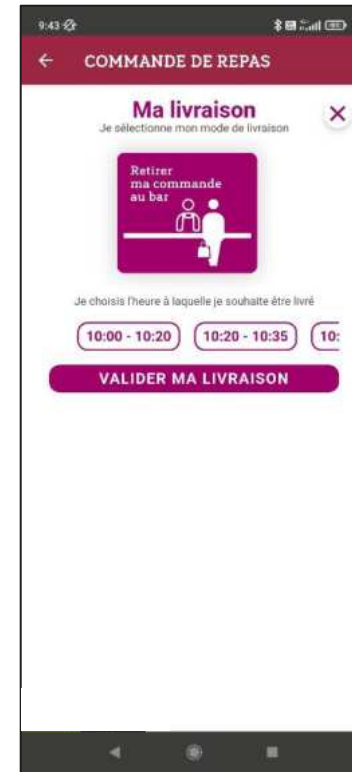 9:43
COMMANDE DE REPAS
Ma livraison
Je sélectionne mon mode de livraison
Retirer
ma commande
au bar
Je choisis l'heure à laquelle je souhaite être livré
10:00 - 10:20 10:20 - 10:35 10:
VALIDER MA LIVRAISON